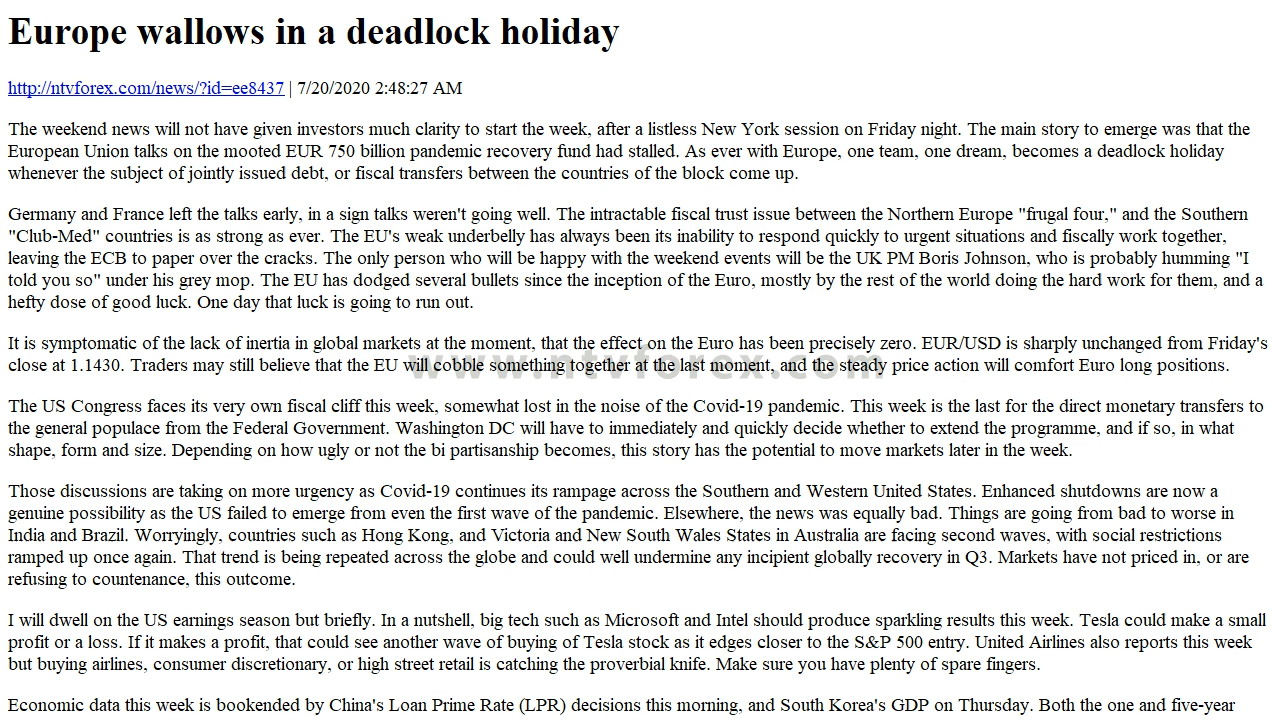 Europe wallows in a deadlock holiday
http://ntvforex.com/news/?id=ee8437 | 7/20/2020 2:48:27 AM
The weekend news will not have given investors much clarity to start the week, after a listless New York session on Friday night. The main story to emerge was that the
European Union talks on the mooted EUR 750 billion pandemic recovery fund had stalled. As ever with Europe, one team, one dream, becomes a deadlock holiday
whenever the subject of jointly issued debt, or fiscal transfers between the countries of the block come up.
Germany and France left the talks early, in a sign talks weren't going well. The intractable fiscal trust issue between the Northern Europe "frugal four," and the Southern
"Club-Med" countries is as strong as ever. The EU's weak underbelly has always been its inability to respond quickly to urgent situations and fiscally work together,
leaving the ECB to paper over the cracks. The only person who will be happy with the weekend events will be the UK PM Boris Johnson, who is probably humming "I
told you so" under his grey mop. The EU has dodged several bullets since the inception of the Euro, mostly by the rest of the world doing the hard work for them, and a
hefty dose of good luck. One day that luck is going to run out.
It is symptomatic of the lack of inertia in global markets at the moment, that the effect on the Euro has been precisely zero. EUR/USD is sharply unchanged from Friday's
close at 1.1430. Traders may still believe that the EU will cobble something together at the last moment, and the steady price action will comfort Euro long positions.
www.ntvforex.com
The US Congress faces its very own fiscal cliff this week, somewhat lost in the noise of the Covid-19 pandemic. This week is the last for the direct monetary transfers to
the general populace from the Federal Government. Washington DC will have to immediately and quickly decide whether to extend the programme, and if so, in what
shape, form and size. Depending on how ugly or not the bi partisanship becomes, this story has the potential to move markets later in the week.
Those discussions are taking on more urgency as Covid-19 continues its rampage across the Southern and Western United States. Enhanced shutdowns are now a
genuine possibility as the US failed to emerge from even the first wave of the pandemic. Elsewhere, the news was equally bad. Things are going from bad to worse in
India and Brazil. Worryingly, countries such as Hong Kong, and Victoria and New South Wales States in Australia are facing second waves, with social restrictions
ramped up once again. That trend is being repeated across the globe and could well undermine any incipient globally recovery in Q3. Markets have not priced in, or are
refusing to countenance, this outcome.
I will dwell on the US earnings season but briefly. In a nutshell, big tech such as Microsoft and Intel should produce sparkling results this week. Tesla could make a small
profit or a loss. If it makes a profit, that could see another wave of buying of Tesla stock as it edges closer to the S&P 500 entry. United Airlines also reports this week
but buying airlines, consumer discretionary, or high street retail is catching the proverbial knife. Make sure you have plenty of spare fingers.
Economic data this week is bookended by China's Loan Prime Rate (LPR) decisions this morning, and South Korea's GDP on Thursday. Both the one and five-year